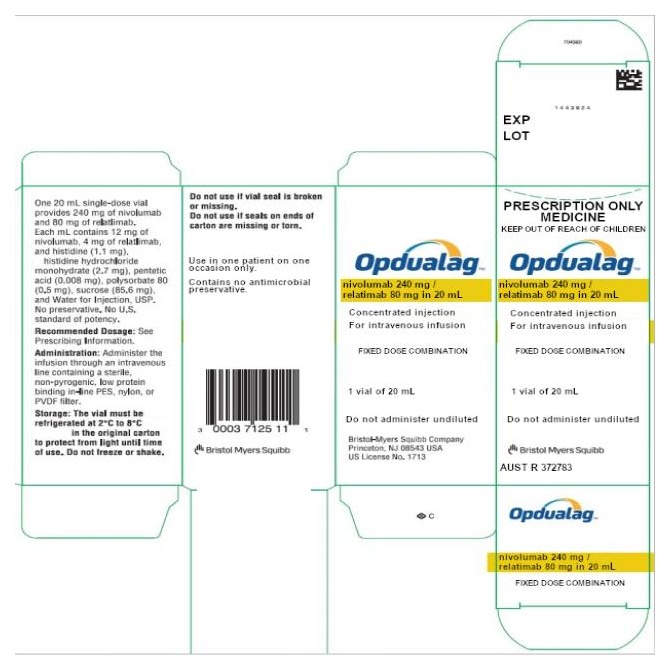 704980
1443924
EXP
LOT
One 20 mL single-dose vial
provides 240 mg of nivolumab
and 80 mg of relatlimab.
Each mL contains 12 mg of
nivolumab, 4 mg of relatlimab,
and histidine (1.1 mg),
histidine hydrochloride
monohydrate (2.7 mg), pentetic
acid (0.008 mg), polysorbate 80
(0.5 mg), sucrose (85.6 mg),
and Water for Injection, USP.
No preservative. No U.S.
standard of potency.
Recommended Dosage: See
Prescribing Information.
Administration: Administer the
infusion through an intravenous
line containing a sterile,
non-pyrogenic, low protein
binding in-line PES, nylon, or
PVDF filter.
Storage: The vial must be
refrigerated at 2°C to 8°C
in the original carton
to protect from light until time
of use. Do not freeze or shake.
Do not use if vial seal is broken
or missing.
Do not use if seals on ends of
carton are missing or torn.
Use in one patient on one
occasion only.
Contains no antimicrobial
preservative.
3 0003 7125 11 1
Bristol Myers Squibb
Opdualag™
nivolumab 240 mg /
relatimab 80 mg in 20 mL
Concentrated injection
For intravenous infusion
FIXED DOSE COMBINATION
1 vial of 20 mL
Do not administer undiluted
Bristol-Myers Squibb Company
Princeton, NJ 08543 USA
US License No. 1713
C
PRESCRIPTION ONLY
MEDICINE
KEEP OUT OF REACH OF CHILDREN
Opdualag™
nivolumab 240 mg /
relatimab 80 mg in 20 mL
Concentrated injection
For intravenous infusion
FIXED DOSE COMBINATION
1 vial of 20 mL
Do not administer undiluted
Bristol Myers Squibb
AUST R 372783
Opdualag™
nivolumab 240 mg /
relatimab 80 mg in 20 mL
FIXED DOSE COMBINATION